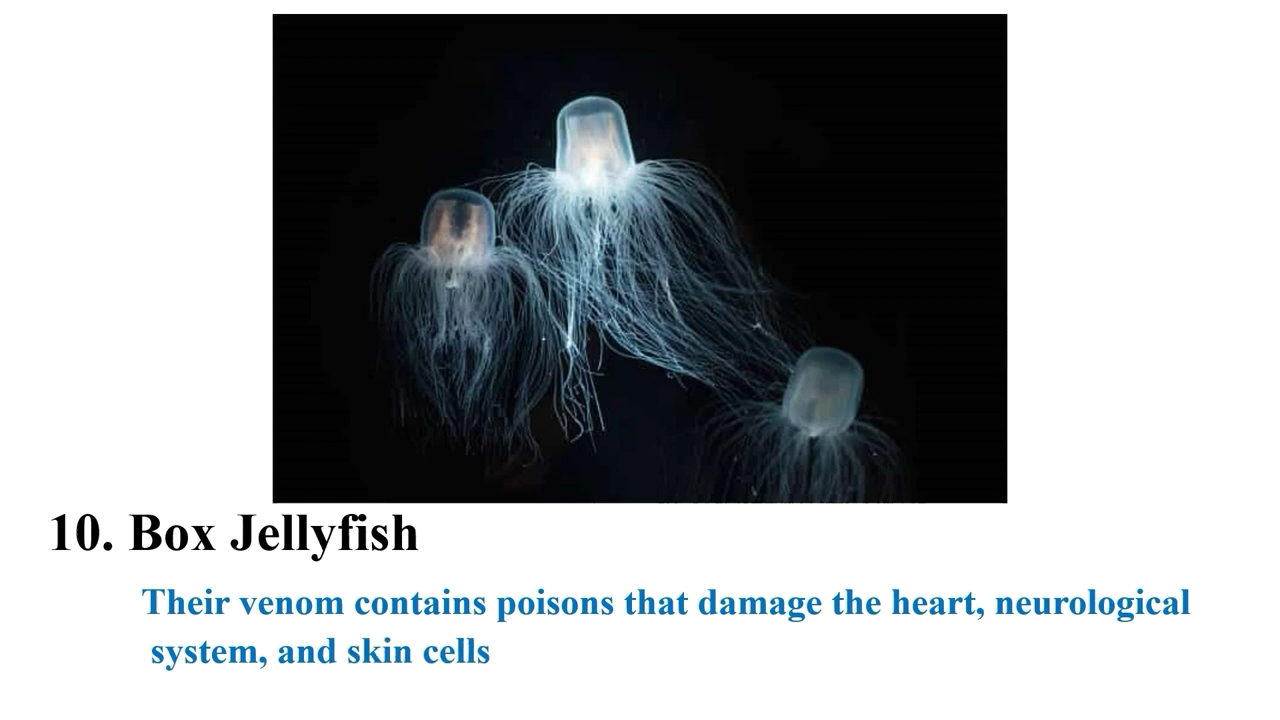 10. Box Jellyfish
Their venom contains poisons that damage the heart, neurological
system, and skin cells